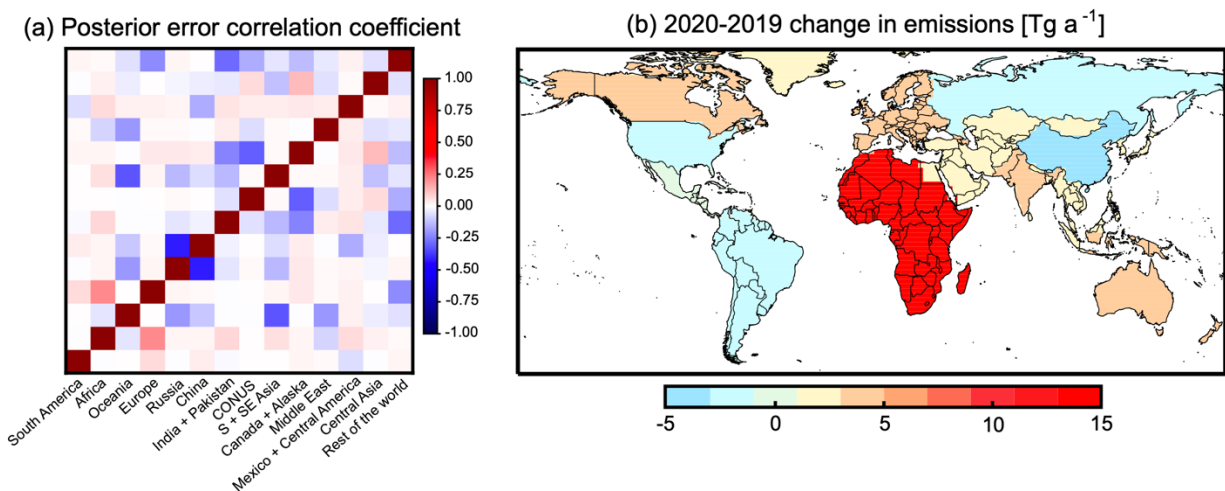 (a) Posterior error correlation coefficient
1.00
0.75
0.50
0.25
0.00
-0.25
-0.50
-0.75
-1.00
South America
Africa
Oceania
Europe
Russia
China
India + Pakistan
CONUS
S + SE Asia
Canada + Alaska
Middle East
Mexico + Central America
Central Asia
Rest of the world
(b) 2020-2019 change in emissions [Tg a⁻¹]
-5 0 5 10 15